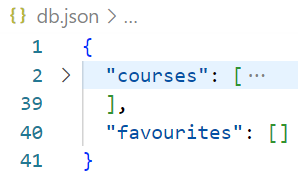 {} db.json > ...
1 {
2 > "courses": [ ...
39 ],
40 "favourites": []
41 }